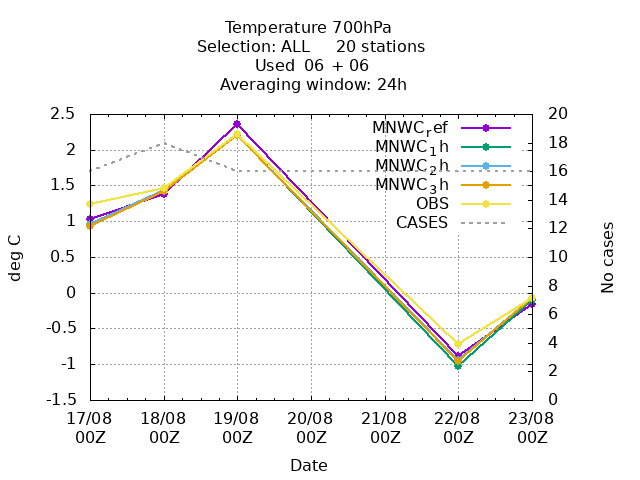 Temperature 700hPa
Selection: ALL     20 stations
Used  06 + 06
Averaging window: 24h
2.5
2
1.5
1
0.5
0
-0.5
-1
-1.5
20
18
16
14
12
10
8
6
4
2
0
deg C
No cases
MNWC_ref
MNWC_1h
MNWC_2h
MNWC_3h
OBS
CASES
17/08 18/08 19/08 20/08 21/08 22/08 23/08
00Z 00Z 00Z 00Z 00Z 00Z 00Z
Date